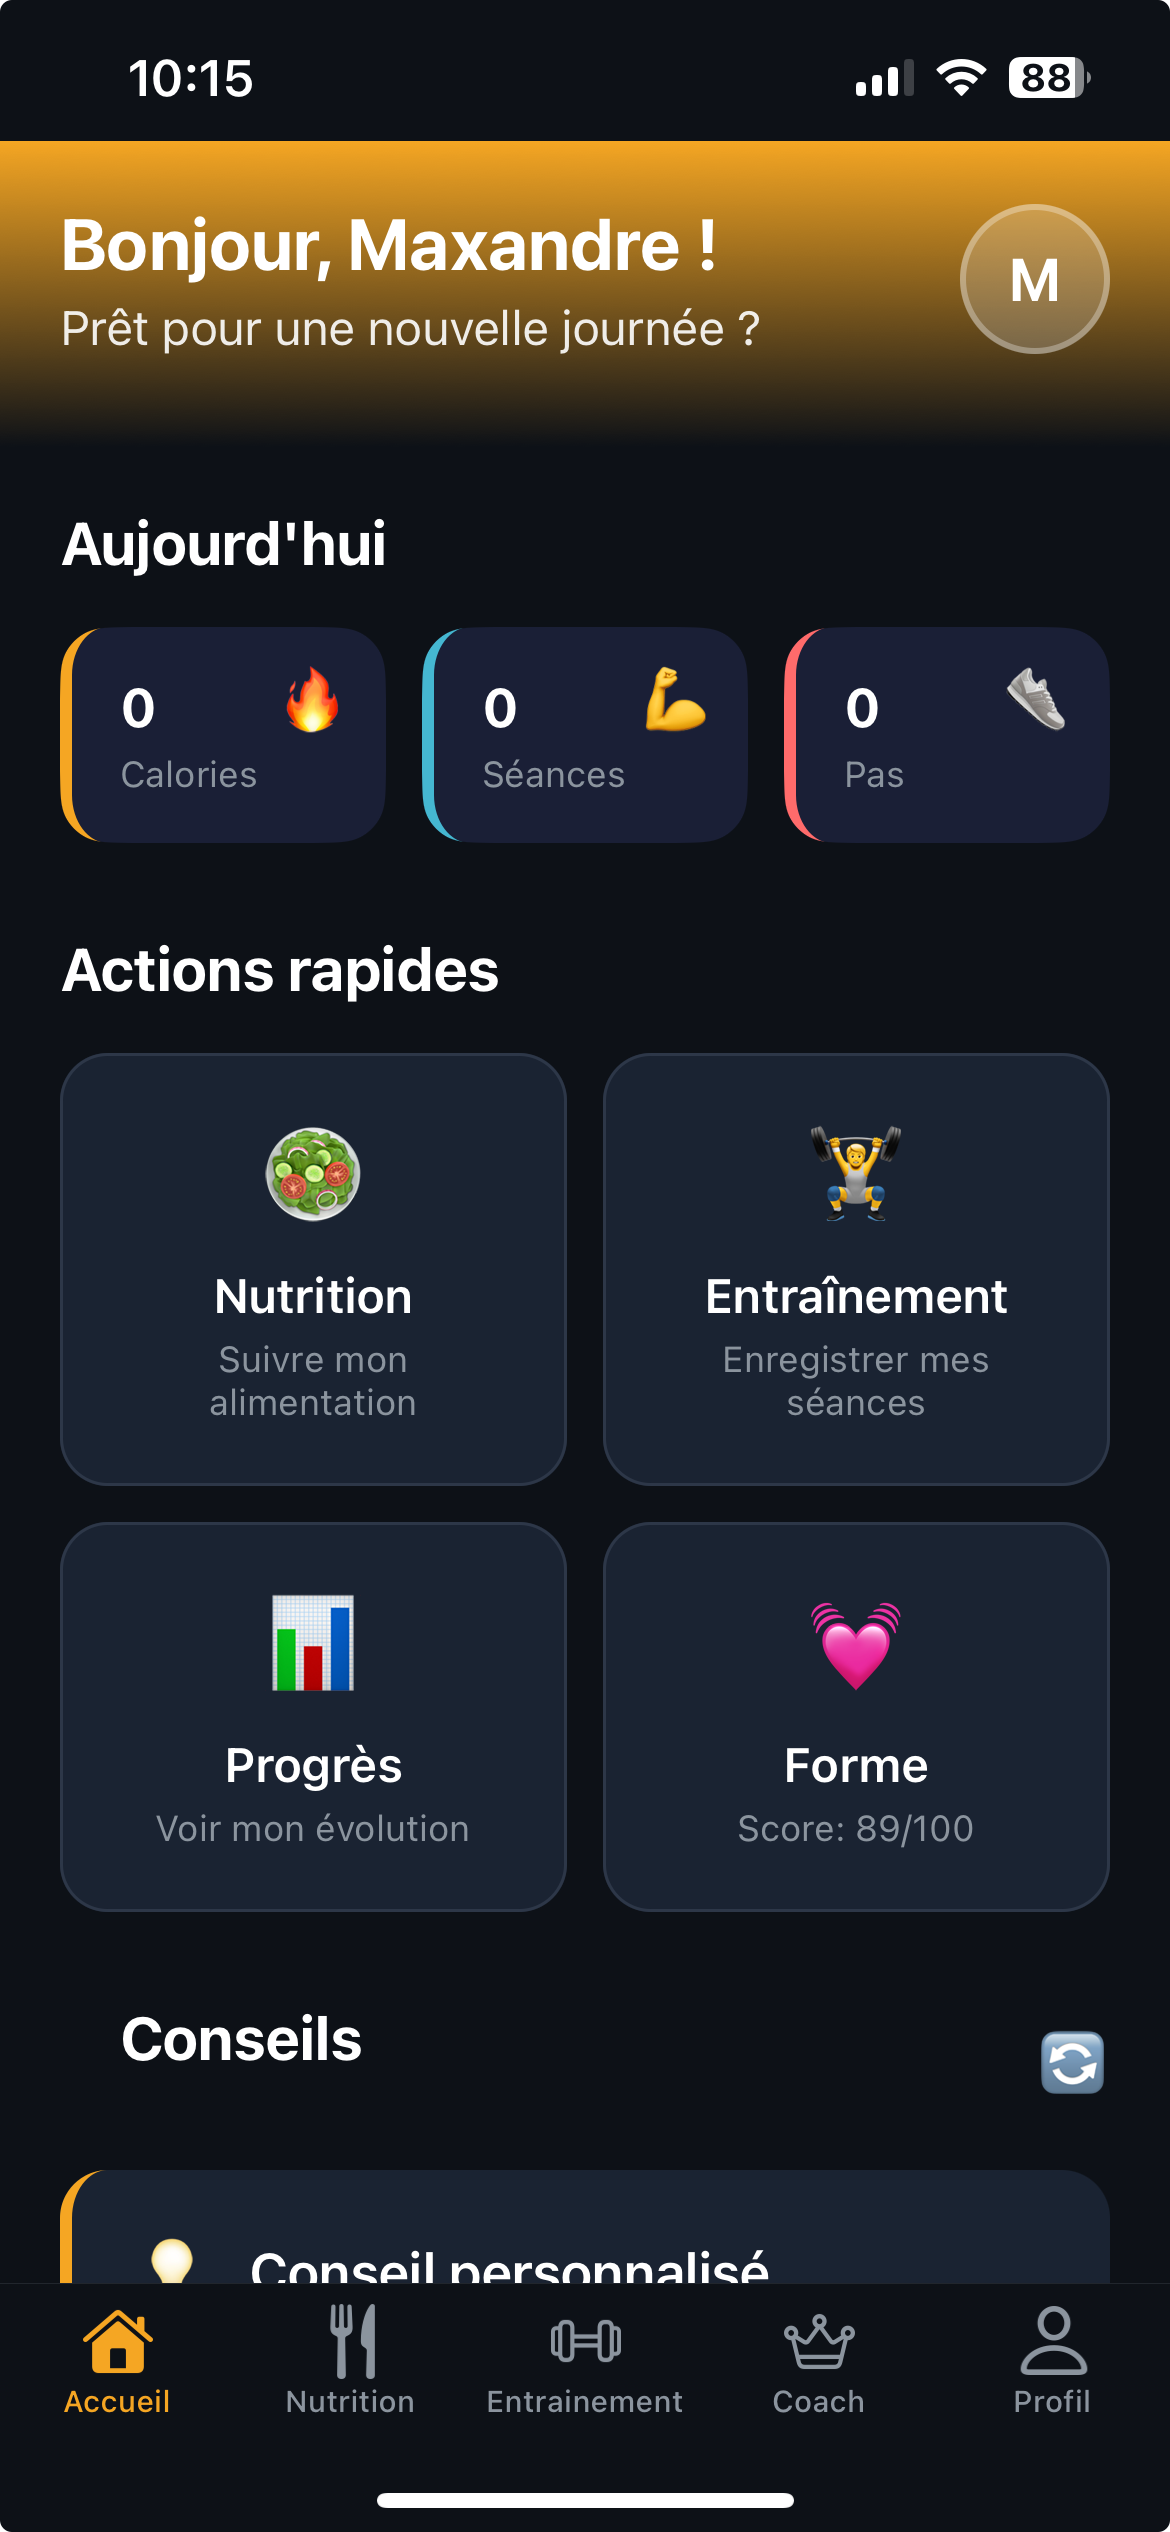 10:15
88
Bonjour, Maxandre !
Prêt pour une nouvelle journée ?
M
Aujourd'hui
0
Calories
0
Séances
0
Pas
Actions rapides
Nutrition
Suivre mon
alimentation
Entraînement
Enregistrer mes
séances
Progrès
Voir mon évolution
Forme
Score: 89/100
Conseils
Conseil personnalisé
Accueil
Nutrition
Entrainement
Coach
Profil